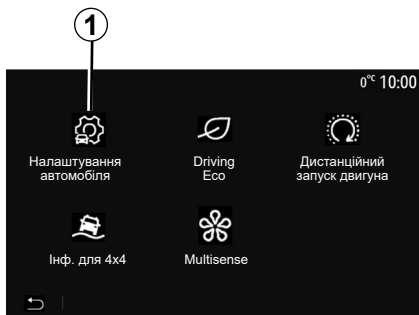 1
0°C 10:00
Налаштування
автомобіля
Driving
Eco
Дистанційний
запуск двигуна
Інф. для 4x4
Multisense